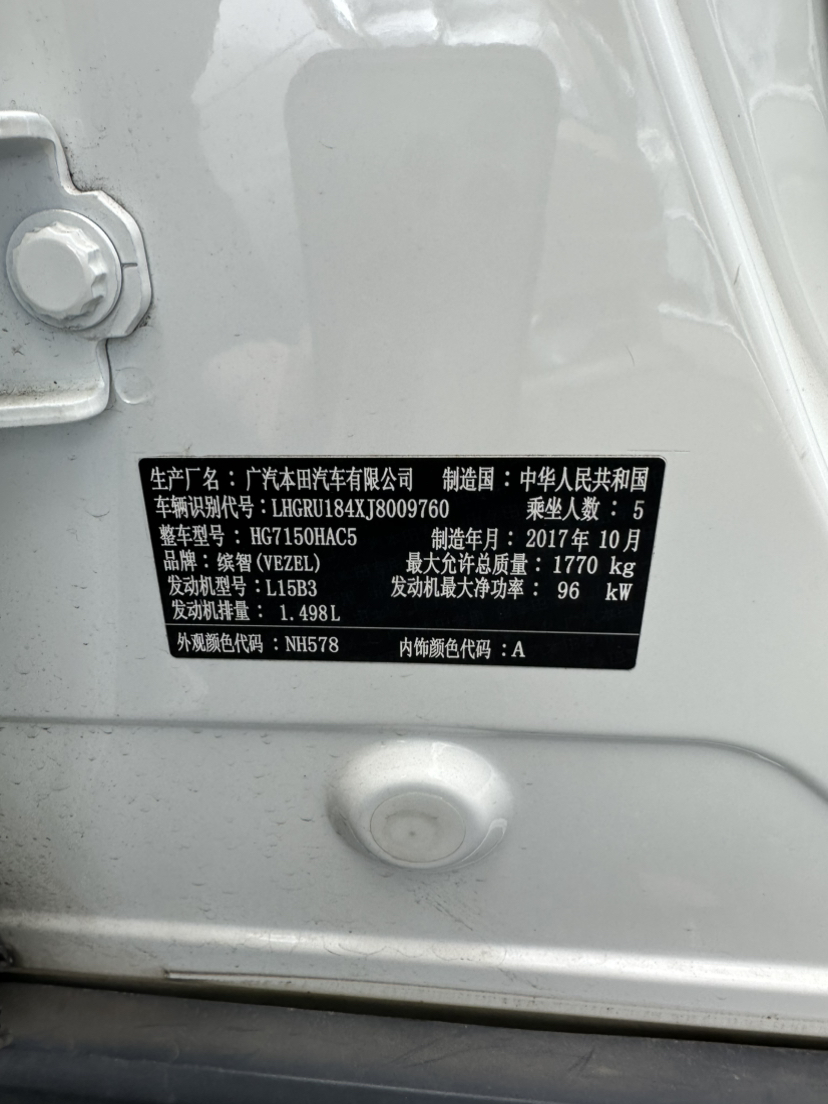 生产厂名：广汽本田汽车有限公司 制造国：中华人民共和国
车辆识别代号：LHGRU184XJ8009760 乘坐人数：5
整车型号：HG7150HAC5 制造年月：2017年10月
品牌：缤智(VEZEL) 最大允许总质量：1770 kg
发动机型号：L15B3 发动机最大净功率：96 kW
发动机排量：1.498L
外观颜色代码：NH578 内饰颜色代码：A